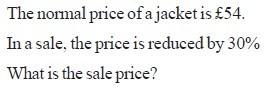 The normal price of a jacket is £54.
In a sale, the price is reduced by 30%
What is the sale price?